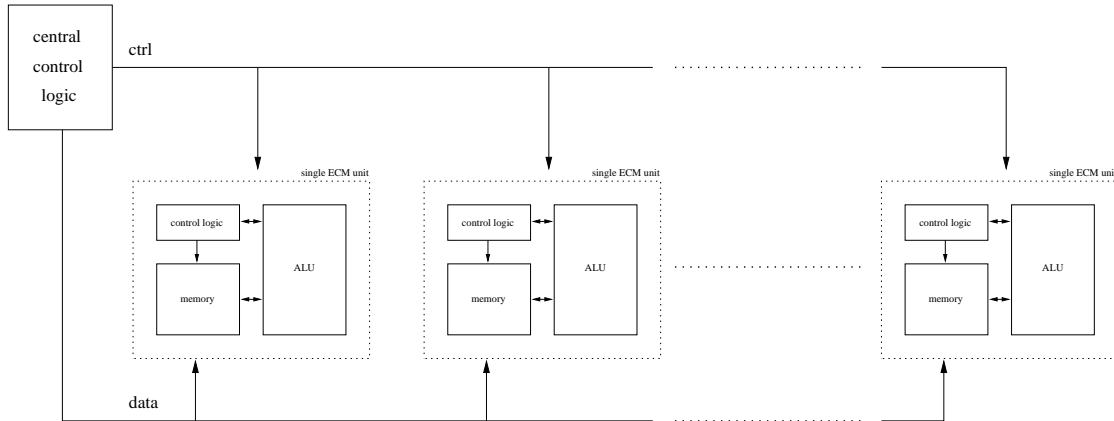 central
control
logic
ctrl
single ECM unit
single ECM unit
single ECM unit
control logic
memory
ALU
control logic
memory
ALU
control logic
memory
ALU
data